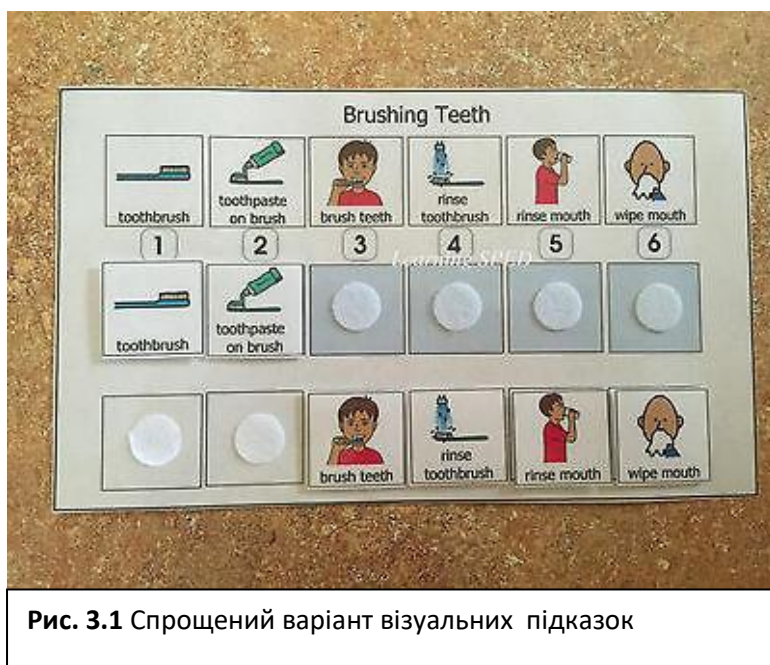 Brushing Teeth
toothbrush
toothpaste
on brush
brush teeth
rinse
toothbrush
rinse mouth
wipe mouth
1 2 3 4 5 6
Learning SPED
toothbrush
toothpaste
on brush
brush teeth
rinse
toothbrush
rinse mouth
wipe mouth
Рис. 3.1 Спрощений варіант візуальних підказок